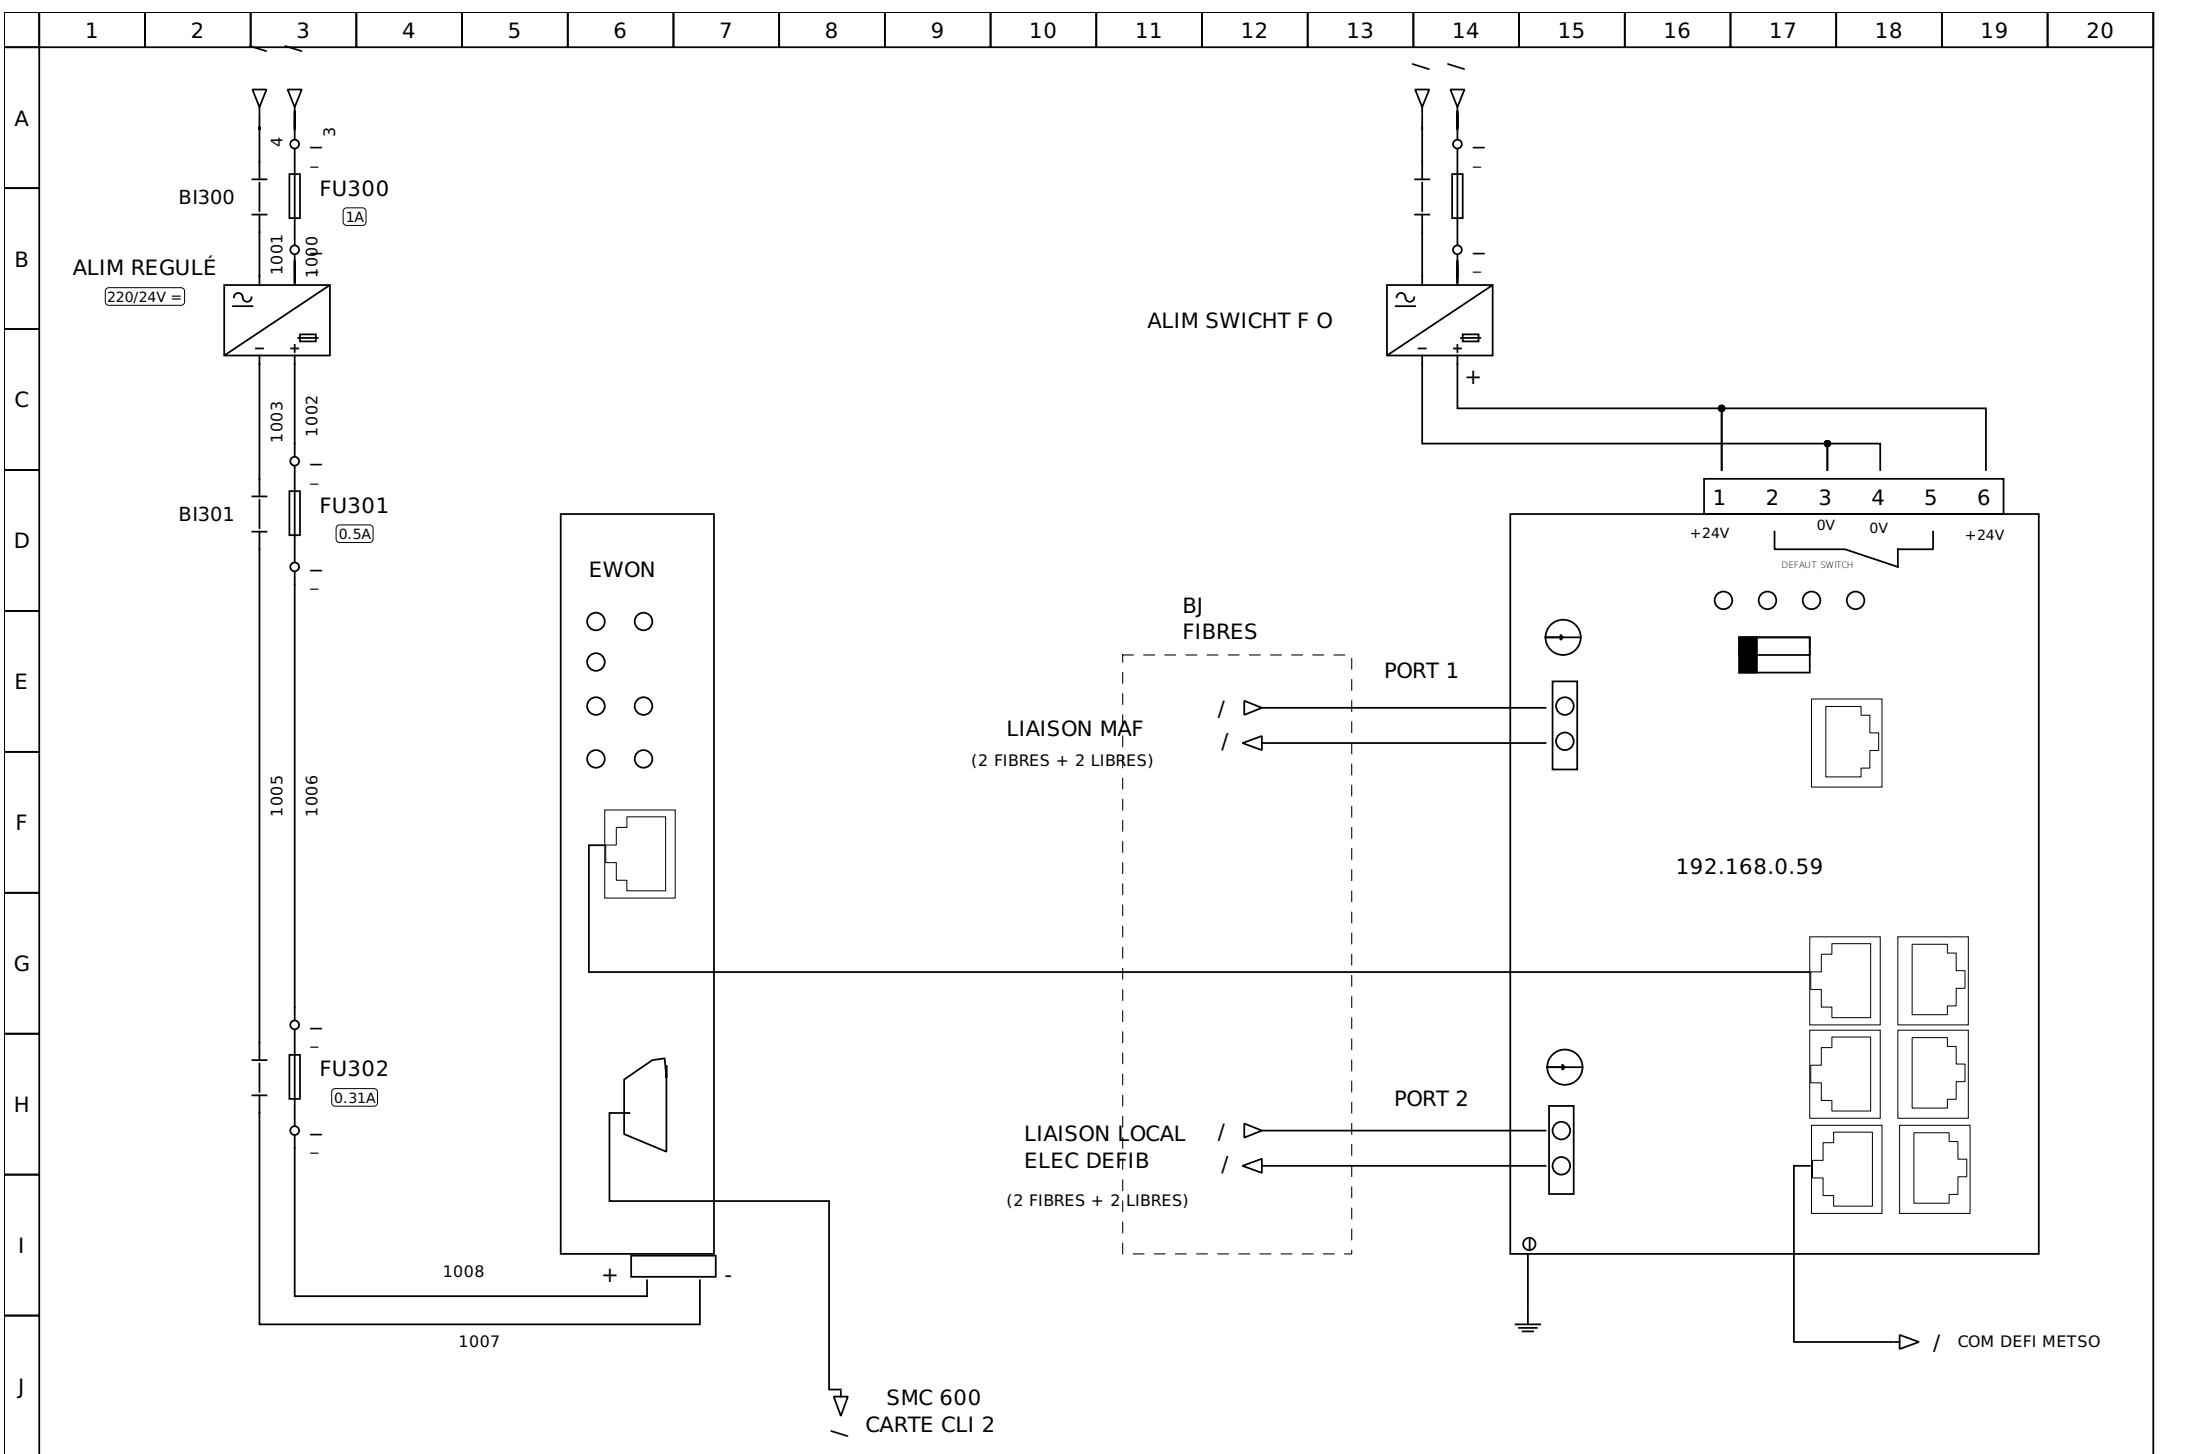 1 2 3 4 5 6 7 8 9 10 11 12 13 14 15 16 17 18 19 20
A
4
3
BI300
FU300
1A
B
1001
1000
ALIM REGULÉ
220/24V =
- +
ALIM SWICHT F O
- +
+
C
1003
1002
BI301
FU301
0.5A
D
1 2 3 4 5 6
+24V
0V
0V
+24V
DEFAUT SWITCH
EWON
BJ
FIBRES
E
PORT 1
LIAISON MAF
/
/
(2 FIBRES + 2 LIBRES)
1005
1006
F
192.168.0.59
G
FU302
0.31A
H
PORT 2
LIAISON LOCAL
ELEC DEFIB
/
/
(2 FIBRES + 2 LIBRES)
I
1008
+ -
1007
/ COM DEFI METSO
J
SMC 600
CARTE CLI 2
/